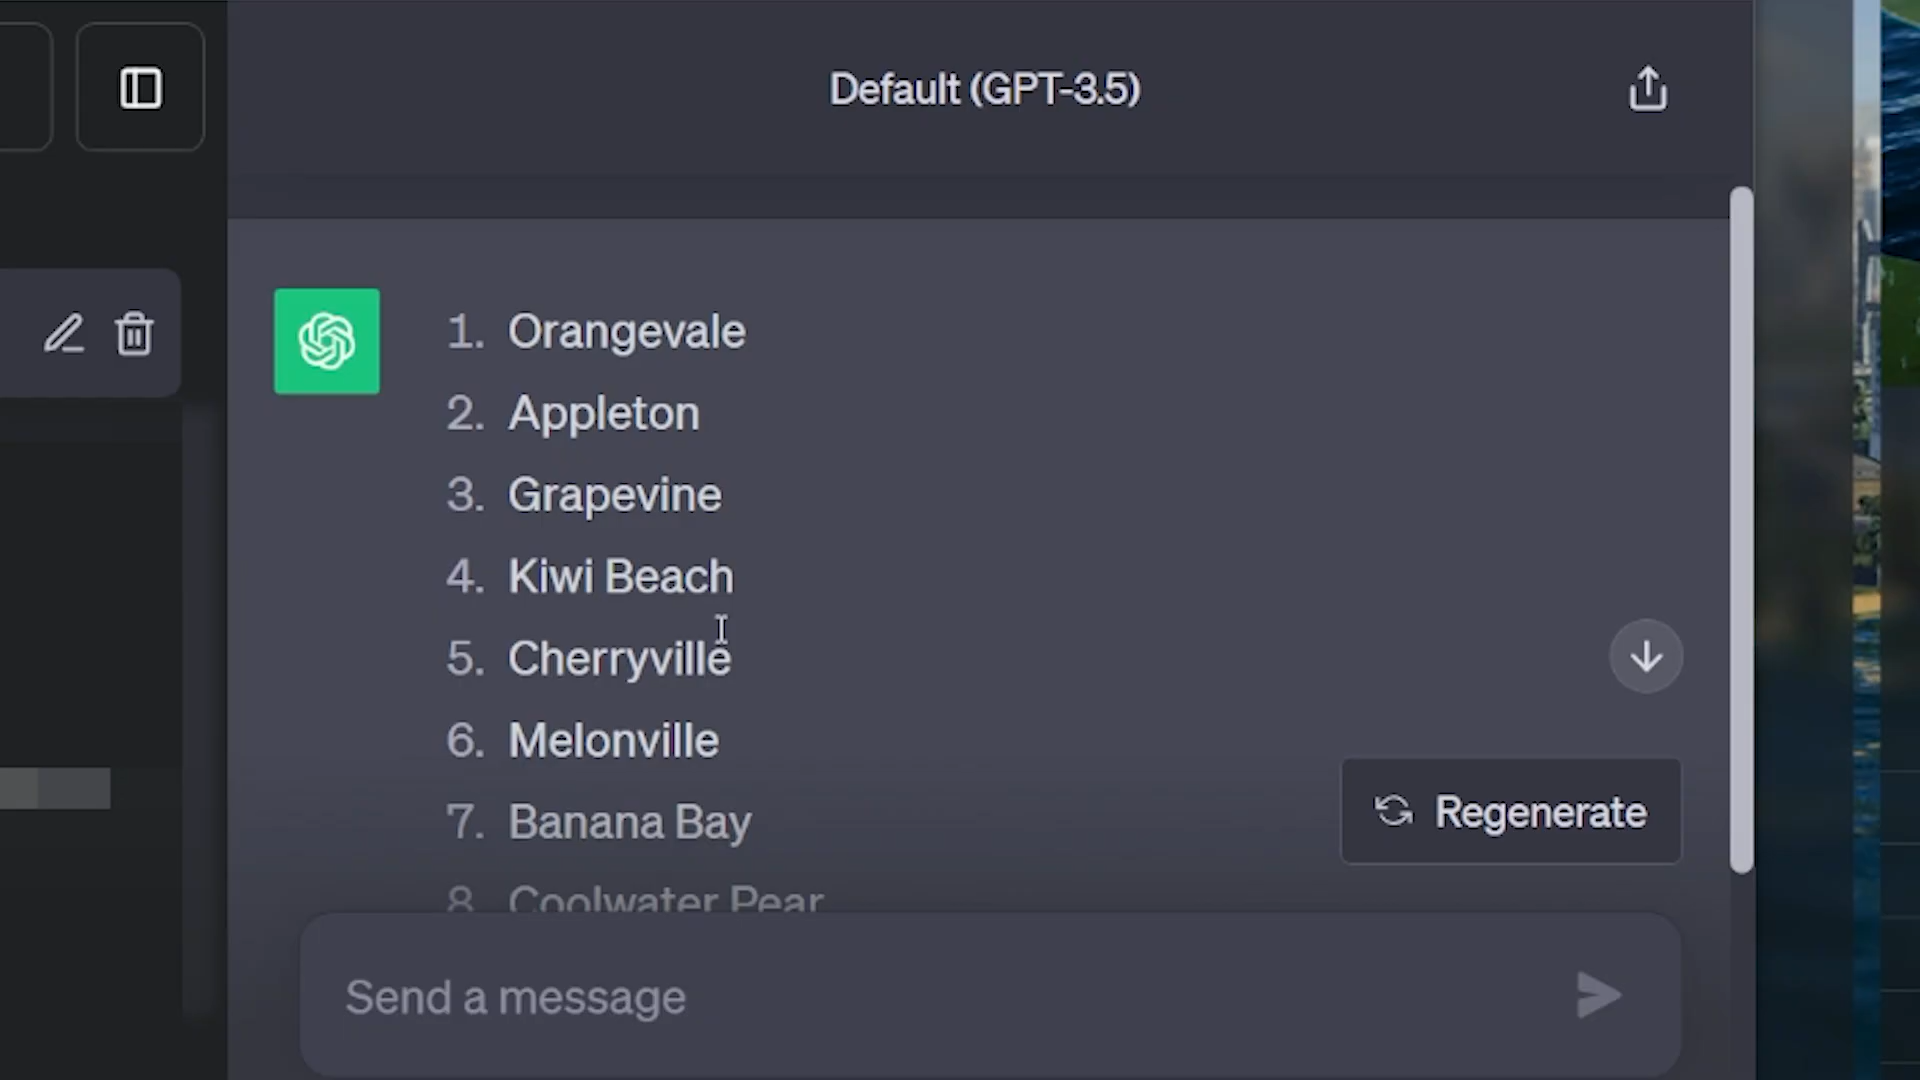 Default (GPT-3.5)
1. Orangevale
2. Appleton
3. Grapevine
4. Kiwi Beach
5. Cherryville
6. Melonville
7. Banana Bay
8. Coolwater Pear
Regenerate
Send a message